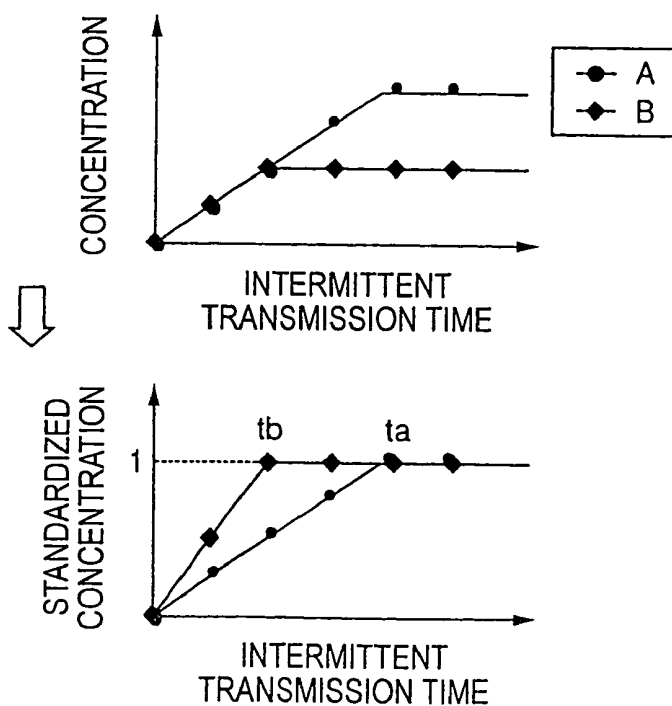 CONCENTRATION
A
B
INTERMITTENT
TRANSMISSION TIME
STANDARDIZED
CONCENTRATION
1
tb
ta
INTERMITTENT
TRANSMISSION TIME